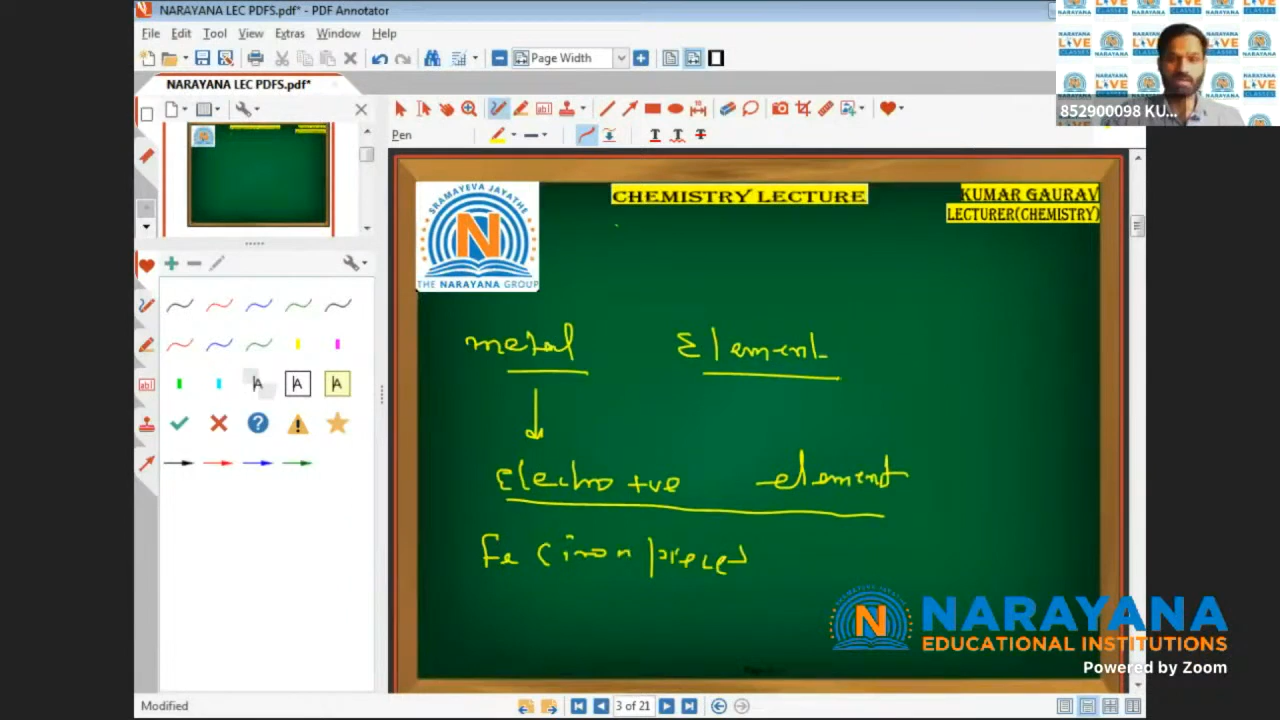 NARAYANA LEC PDFS.pdf* - PDF Annotator
File Edit Tool View Extras Window Help
Page Width
NARAYANA LEC PDFS.pdf*
Pen
852900098 KU...
CHEMISTRY LECTURE
KUMAR GAURAV
LECTURER(CHEMISTRY)
SRAMAYEVA JAYATHE
N
THE NARAYANA GROUP
metal Element
Electro +ve element
Fe (iron piece)
NARAYANA
EDUCATIONAL INSTITUTIONS
Powered by Zoom
Modified
3 of 21